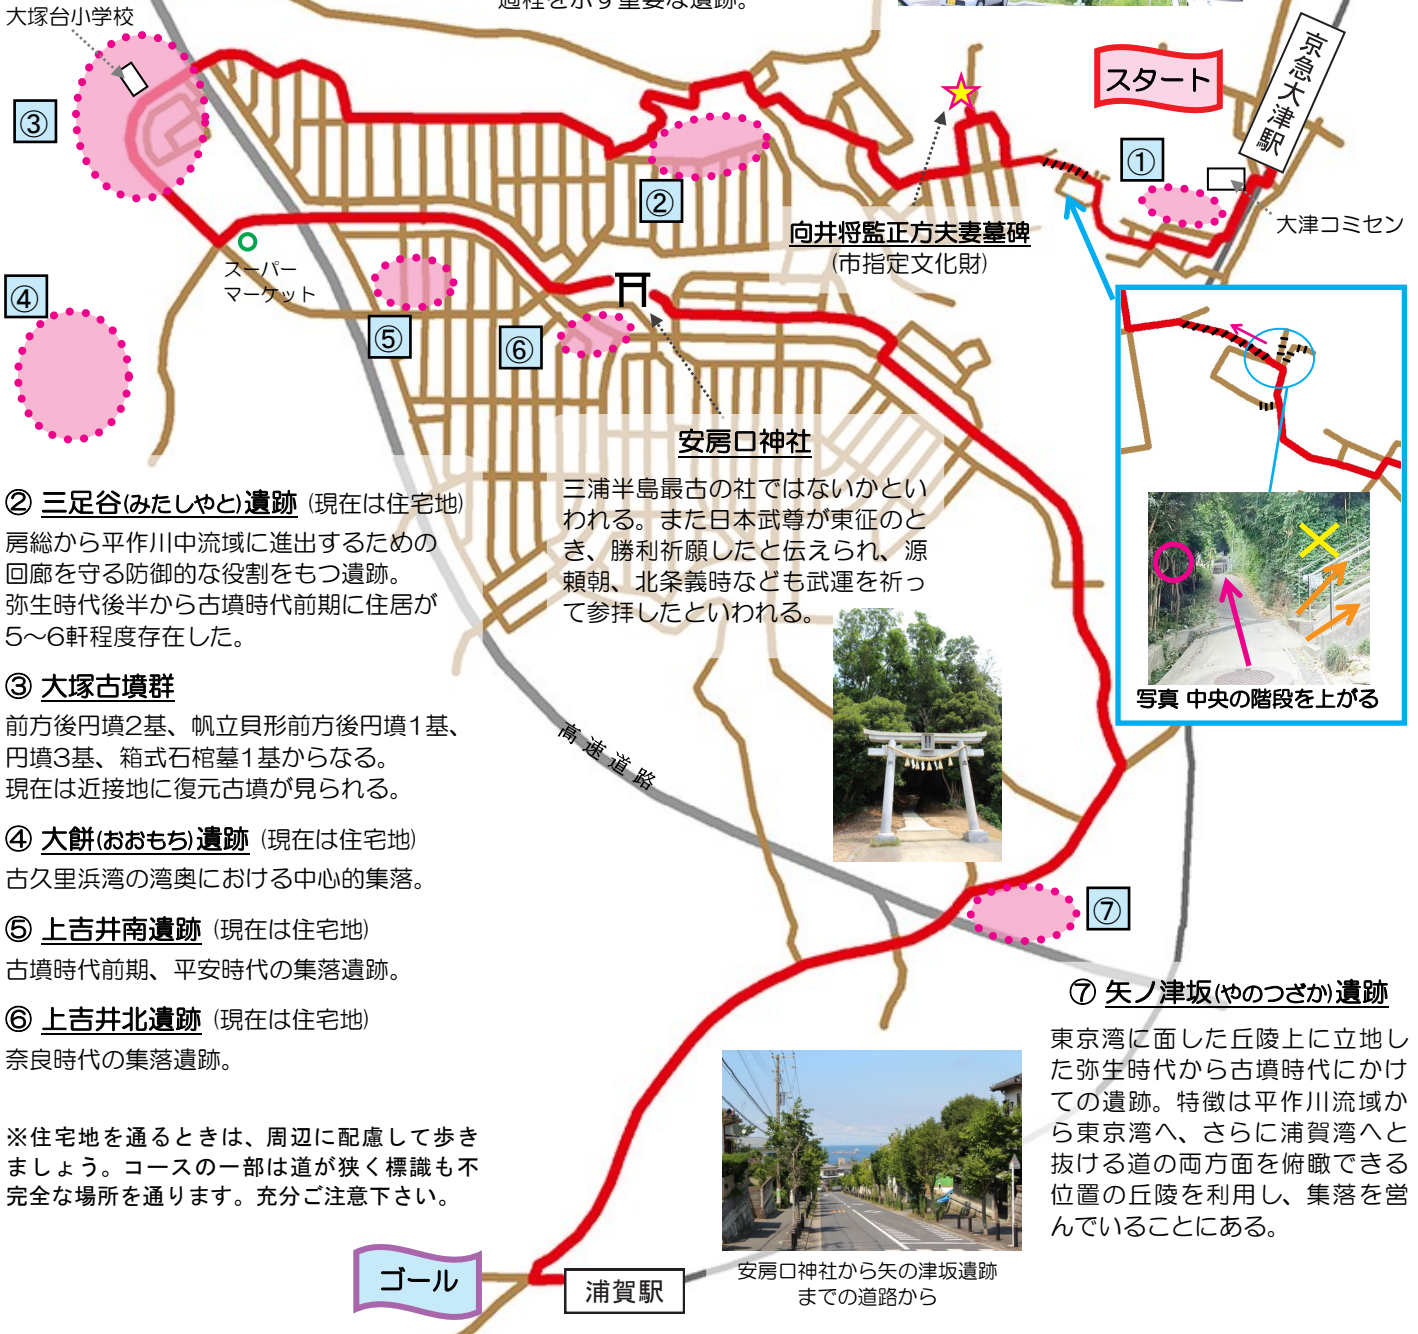 大塚台小学校
過程を示す重要な遺跡。
スタート
京急大津駅
③
①
②
大津コミセン
向井将監正方夫妻墓碑
(市指定文化財)
スーパー
マーケット
④
⑤
⑥
安房口神社
三浦半島最古の社ではないかとい
われる。また日本武尊が東征のと
き、勝利祈願したと伝えられ、源
頼朝、北条義時なども武運を祈っ
て参拝したといわれる。
写真 中央の階段を上がる
② 三足谷(みたしやと)遺跡 (現在は住宅地)
房総から平作川中流域に進出するための
回廊を守る防御的な役割をもつ遺跡。
弥生時代後半から古墳時代前期に住居が
5～6軒程度存在した。
③ 大塚古墳群
前方後円墳2基、帆立貝形前方後円墳1基、
円墳3基、箱式石棺墓1基からなる。
現在は近接地に復元古墳が見られる。
④ 大餅(おおもち)遺跡 (現在は住宅地)
古久里浜湾の湾奥における中心的集落。
⑤ 上吉井南遺跡 (現在は住宅地)
古墳時代前期、平安時代の集落遺跡。
⑥ 上吉井北遺跡 (現在は住宅地)
奈良時代の集落遺跡。
※住宅地を通るときは、周辺に配慮して歩き
ましょう。コースの一部は道が狭く標識も不
完全な場所を通ります。充分ご注意下さい。
高速道路
⑦
⑦ 矢ノ津坂(やのつざか)遺跡
東京湾に面した丘陵上に立地し
た弥生時代から古墳時代にかけ
ての遺跡。特徴は平作川流域か
ら東京湾へ、さらに浦賀湾へと
抜ける道の両方面を俯瞰できる
位置の丘陵を利用し、集落を営
んでいることにある。
安房口神社から矢の津坂遺跡
までの道路から
ゴール
浦賀駅